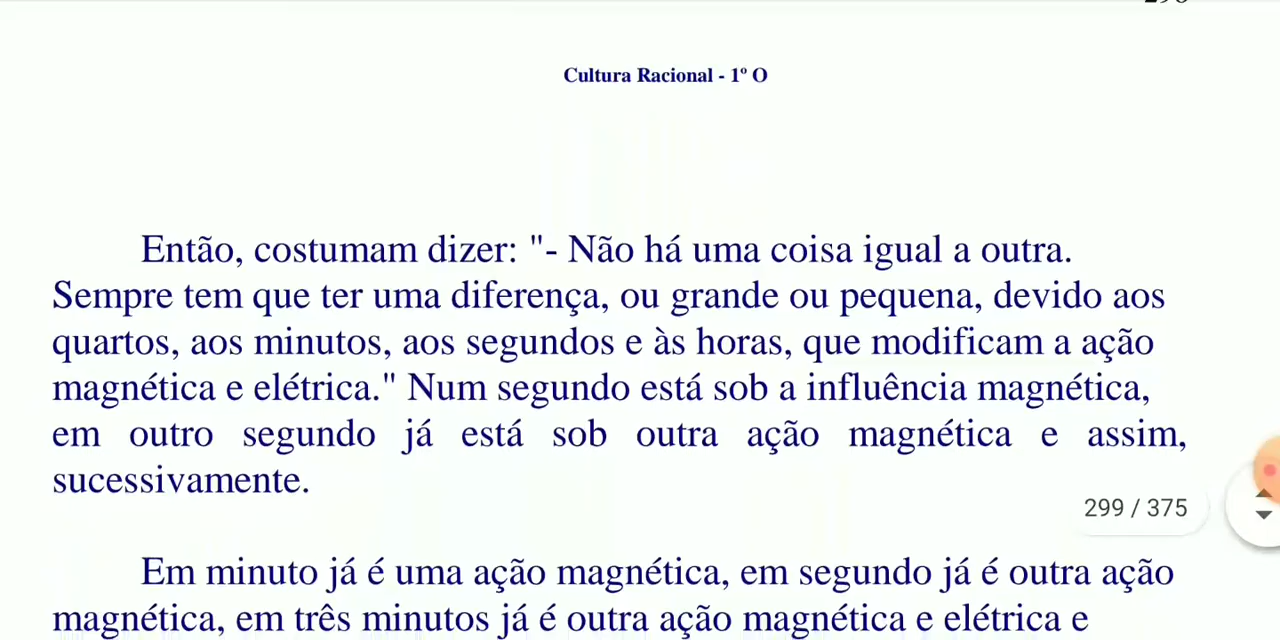 Cultura Racional - 1º O
Então, costumam dizer: "- Não há uma coisa igual a outra.
Sempre tem que ter uma diferença, ou grande ou pequena, devido aos
quartos, aos minutos, aos segundos e às horas, que modificam a ação
magnética e elétrica." Num segundo está sob a influência magnética,
em outro segundo já está sob outra ação magnética e assim,
sucessivamente.
299 / 375
Em minuto já é uma ação magnética, em segundo já é outra ação
magnética, em três minutos já é outra ação magnética e elétrica e